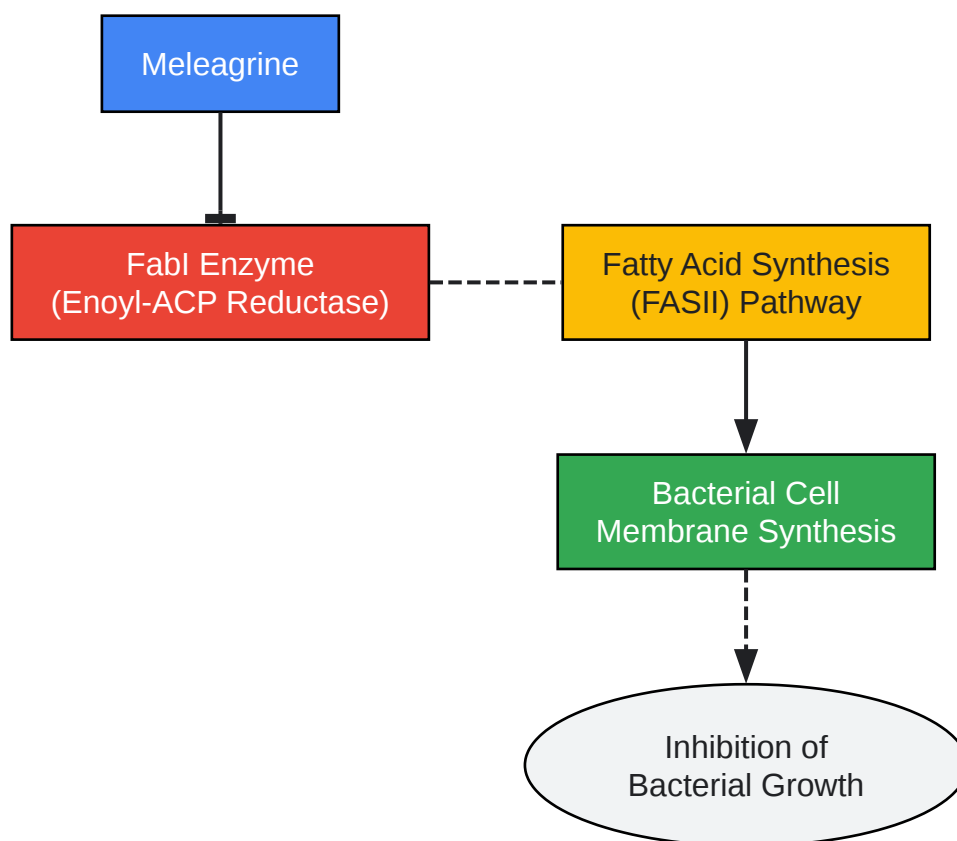 Meleagrine
FabI Enzyme
(Enoyl-ACP Reductase)
Fatty Acid Synthesis
(FASII) Pathway
Bacterial Cell
Membrane Synthesis
Inhibition of
Bacterial Growth